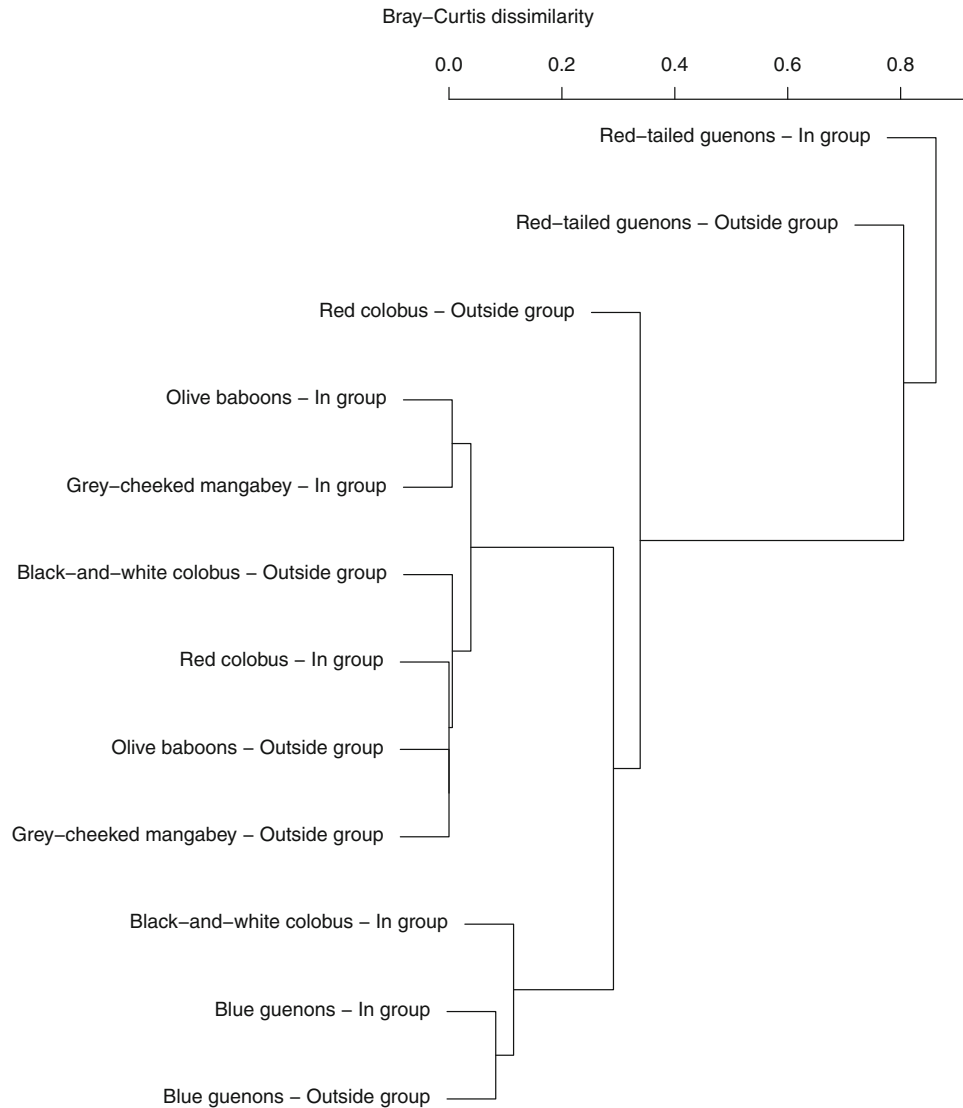 Bray−Curtis dissimilarity
0.0 0.2 0.4 0.6 0.8
Red−tailed guenons − In group
Red−tailed guenons − Outside group
Red colobus − Outside group
Olive baboons − In group
Grey−cheeked mangabey − In group
Black−and−white colobus − Outside group
Red colobus − In group
Olive baboons − Outside group
Grey−cheeked mangabey − Outside group
Black−and−white colobus − In group
Blue guenons − In group
Blue guenons − Outside group